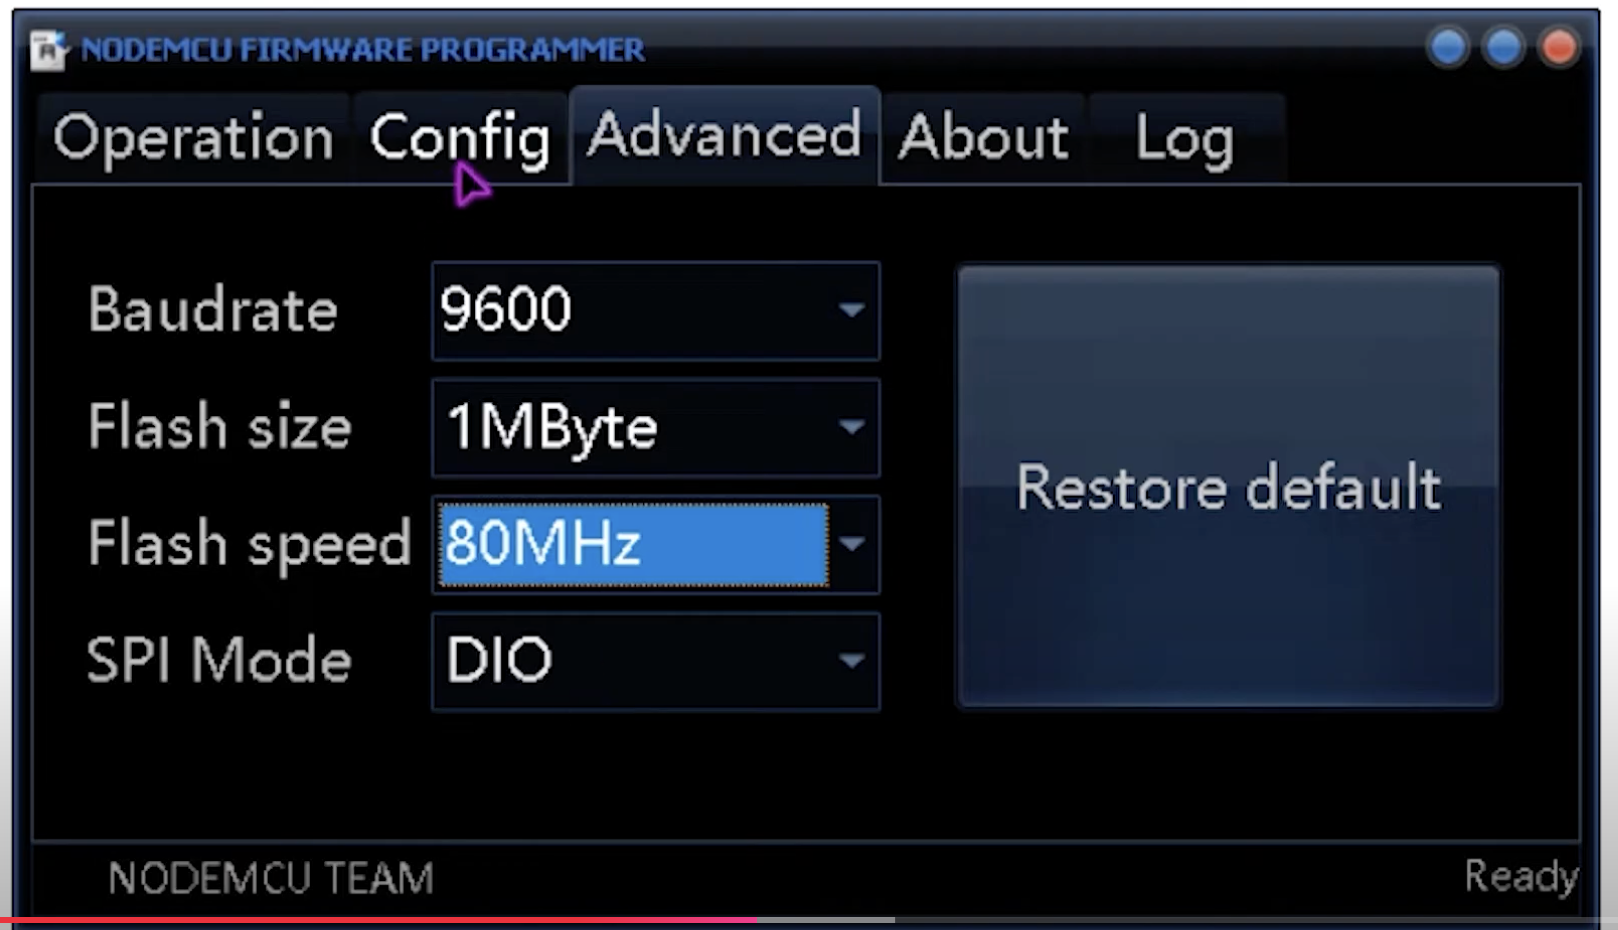 NODEMCU FIRMWARE PROGRAMMER
Operation Config Advanced About Log
Baudrate 9600
Flash size 1MByte
Flash speed 80MHz
SPI Mode DIO
Restore default
NODEMCU TEAM Ready